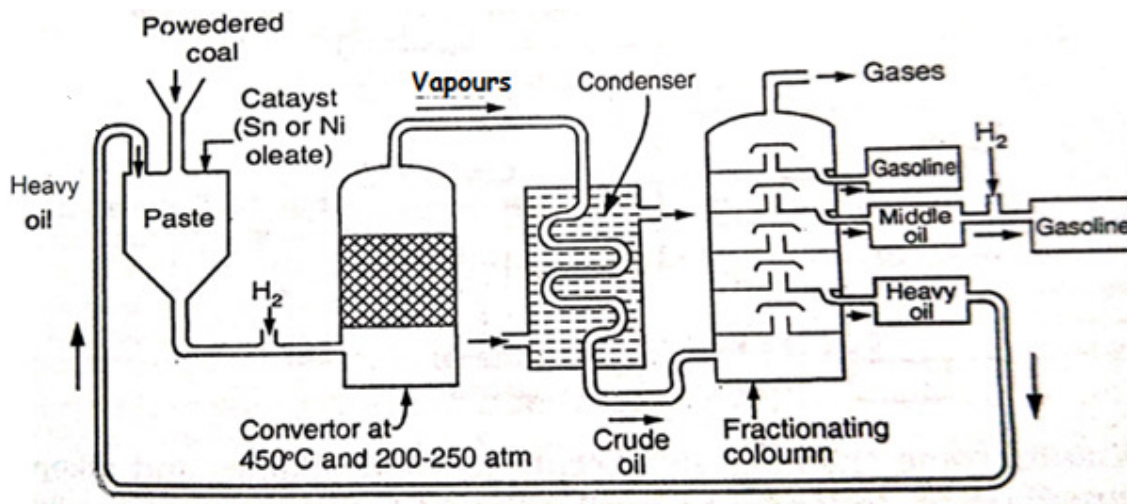 Powdered
coal
Catayst
(Sn or Ni
oleate)
Heavy
oil
Paste
H₂
Vapours
Condenser
Convertor at
450°C and 200-250 atm
Crude
oil
Gases
Gasoline
H₂
Middle
oil
Gasoline
Heavy
oil
Fractionating
coloumn